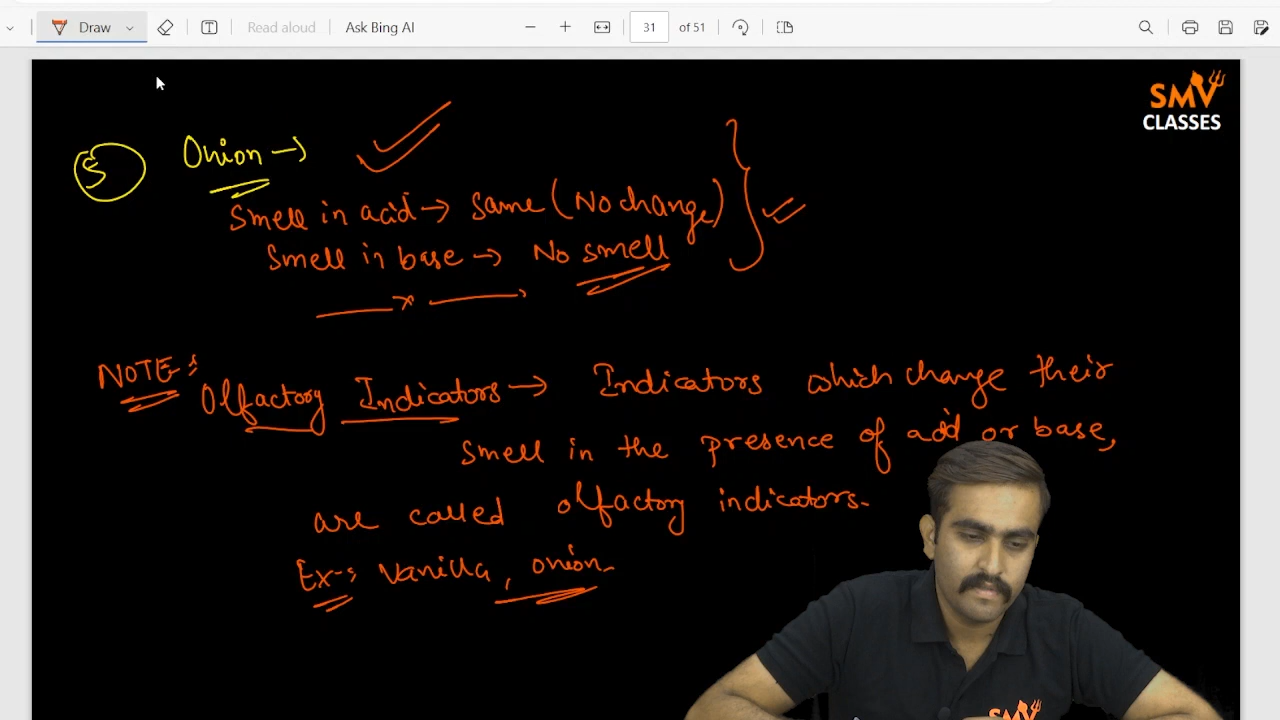 Draw
Read aloud
Ask Bing AI
31
of 51
SMV
CLASSES
5
Onion →
Smell in acid → Same (No change)
Smell in base → No smell
NOTE:
Olfactory Indicators → Indicators which change their
smell in the presence of acid or base,
are called olfactory indicators.
Ex→ Vanilla, onion.
SMV